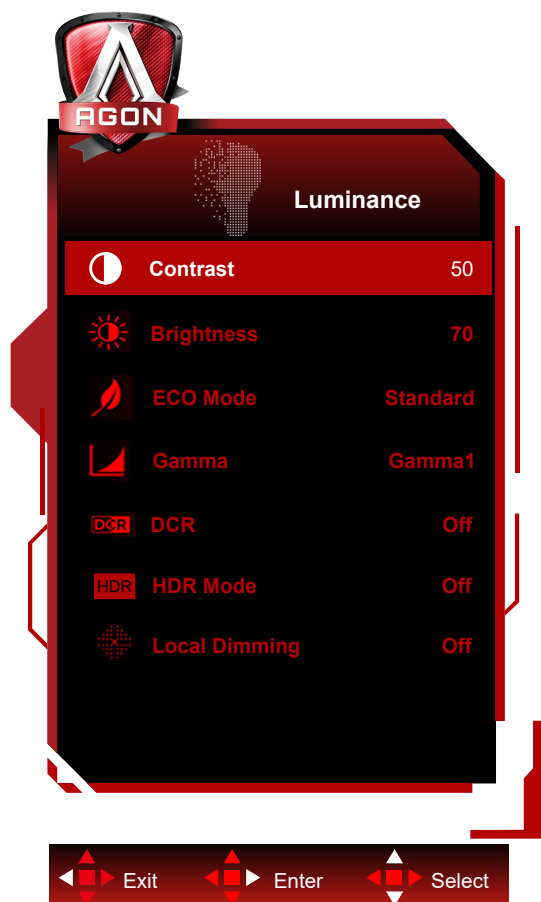 AGON
Luminance
Contrast 50
Brightness 70
ECO Mode Standard
Gamma Gamma1
DCR DCR Off
HDR HDR Mode Off
Local Dimming Off
Exit Enter Select